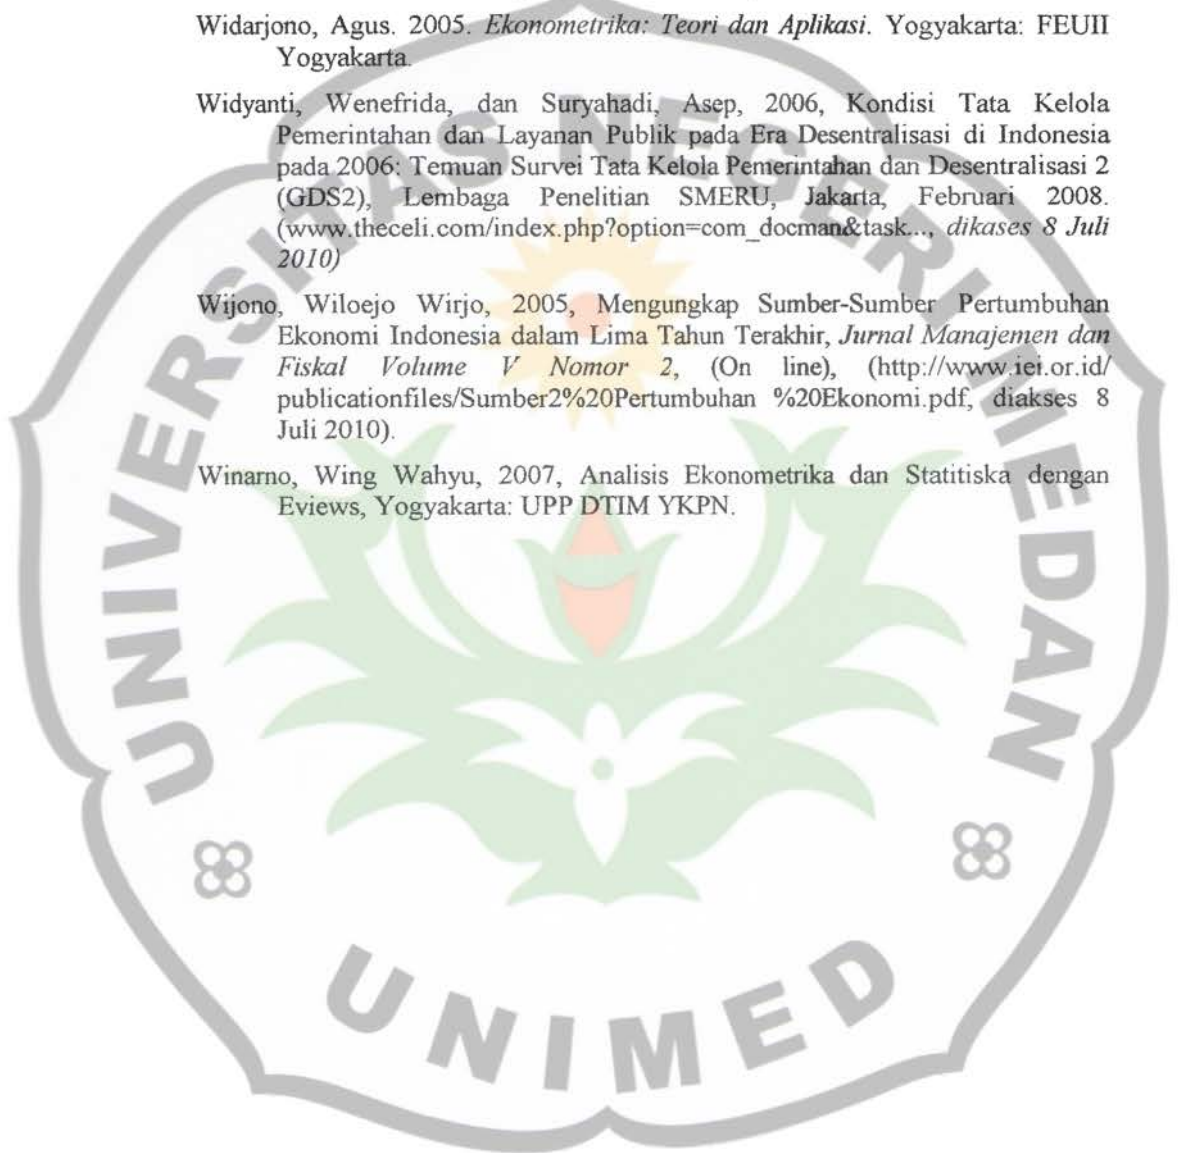 Widarjono, Agus. 2005. Ekonometrika: Teori dan Aplikasi. Yogyakarta: FEUII
Yogyakarta.
Widyanti, Wenefrida, dan Suryahadi, Asep, 2006, Kondisi Tata Kelola
Pemerintahan dan Layanan Publik pada Era Desentralisasi di Indonesia
pada 2006: Temuan Survei Tata Kelola Pemerintahan dan Desentralisasi 2
(GDS2), Lembaga Penelitian SMERU, Jakarta, Februari 2008.
(www.theceli.com/index.php?option=com_docman&task..., dikases 8 Juli
2010)
Wijono, Wiloejo Wirjo, 2005, Mengungkap Sumber-Sumber Pertumbuhan
Ekonomi Indonesia dalam Lima Tahun Terakhir, Jurnal Manajemen dan
Fiskal Volume V Nomor 2, (On line), (http://www.iei.or.id/
publicationfiles/Sumber2%20Pertumbuhan %20Ekonomi.pdf, diakses 8
Juli 2010).
Winarno, Wing Wahyu, 2007, Analisis Ekonometrika dan Statitiska dengan
Eviews, Yogyakarta: UPP DTIM YKPN.
UNIVERSITAS NEGERI MEDAN
UNIMED